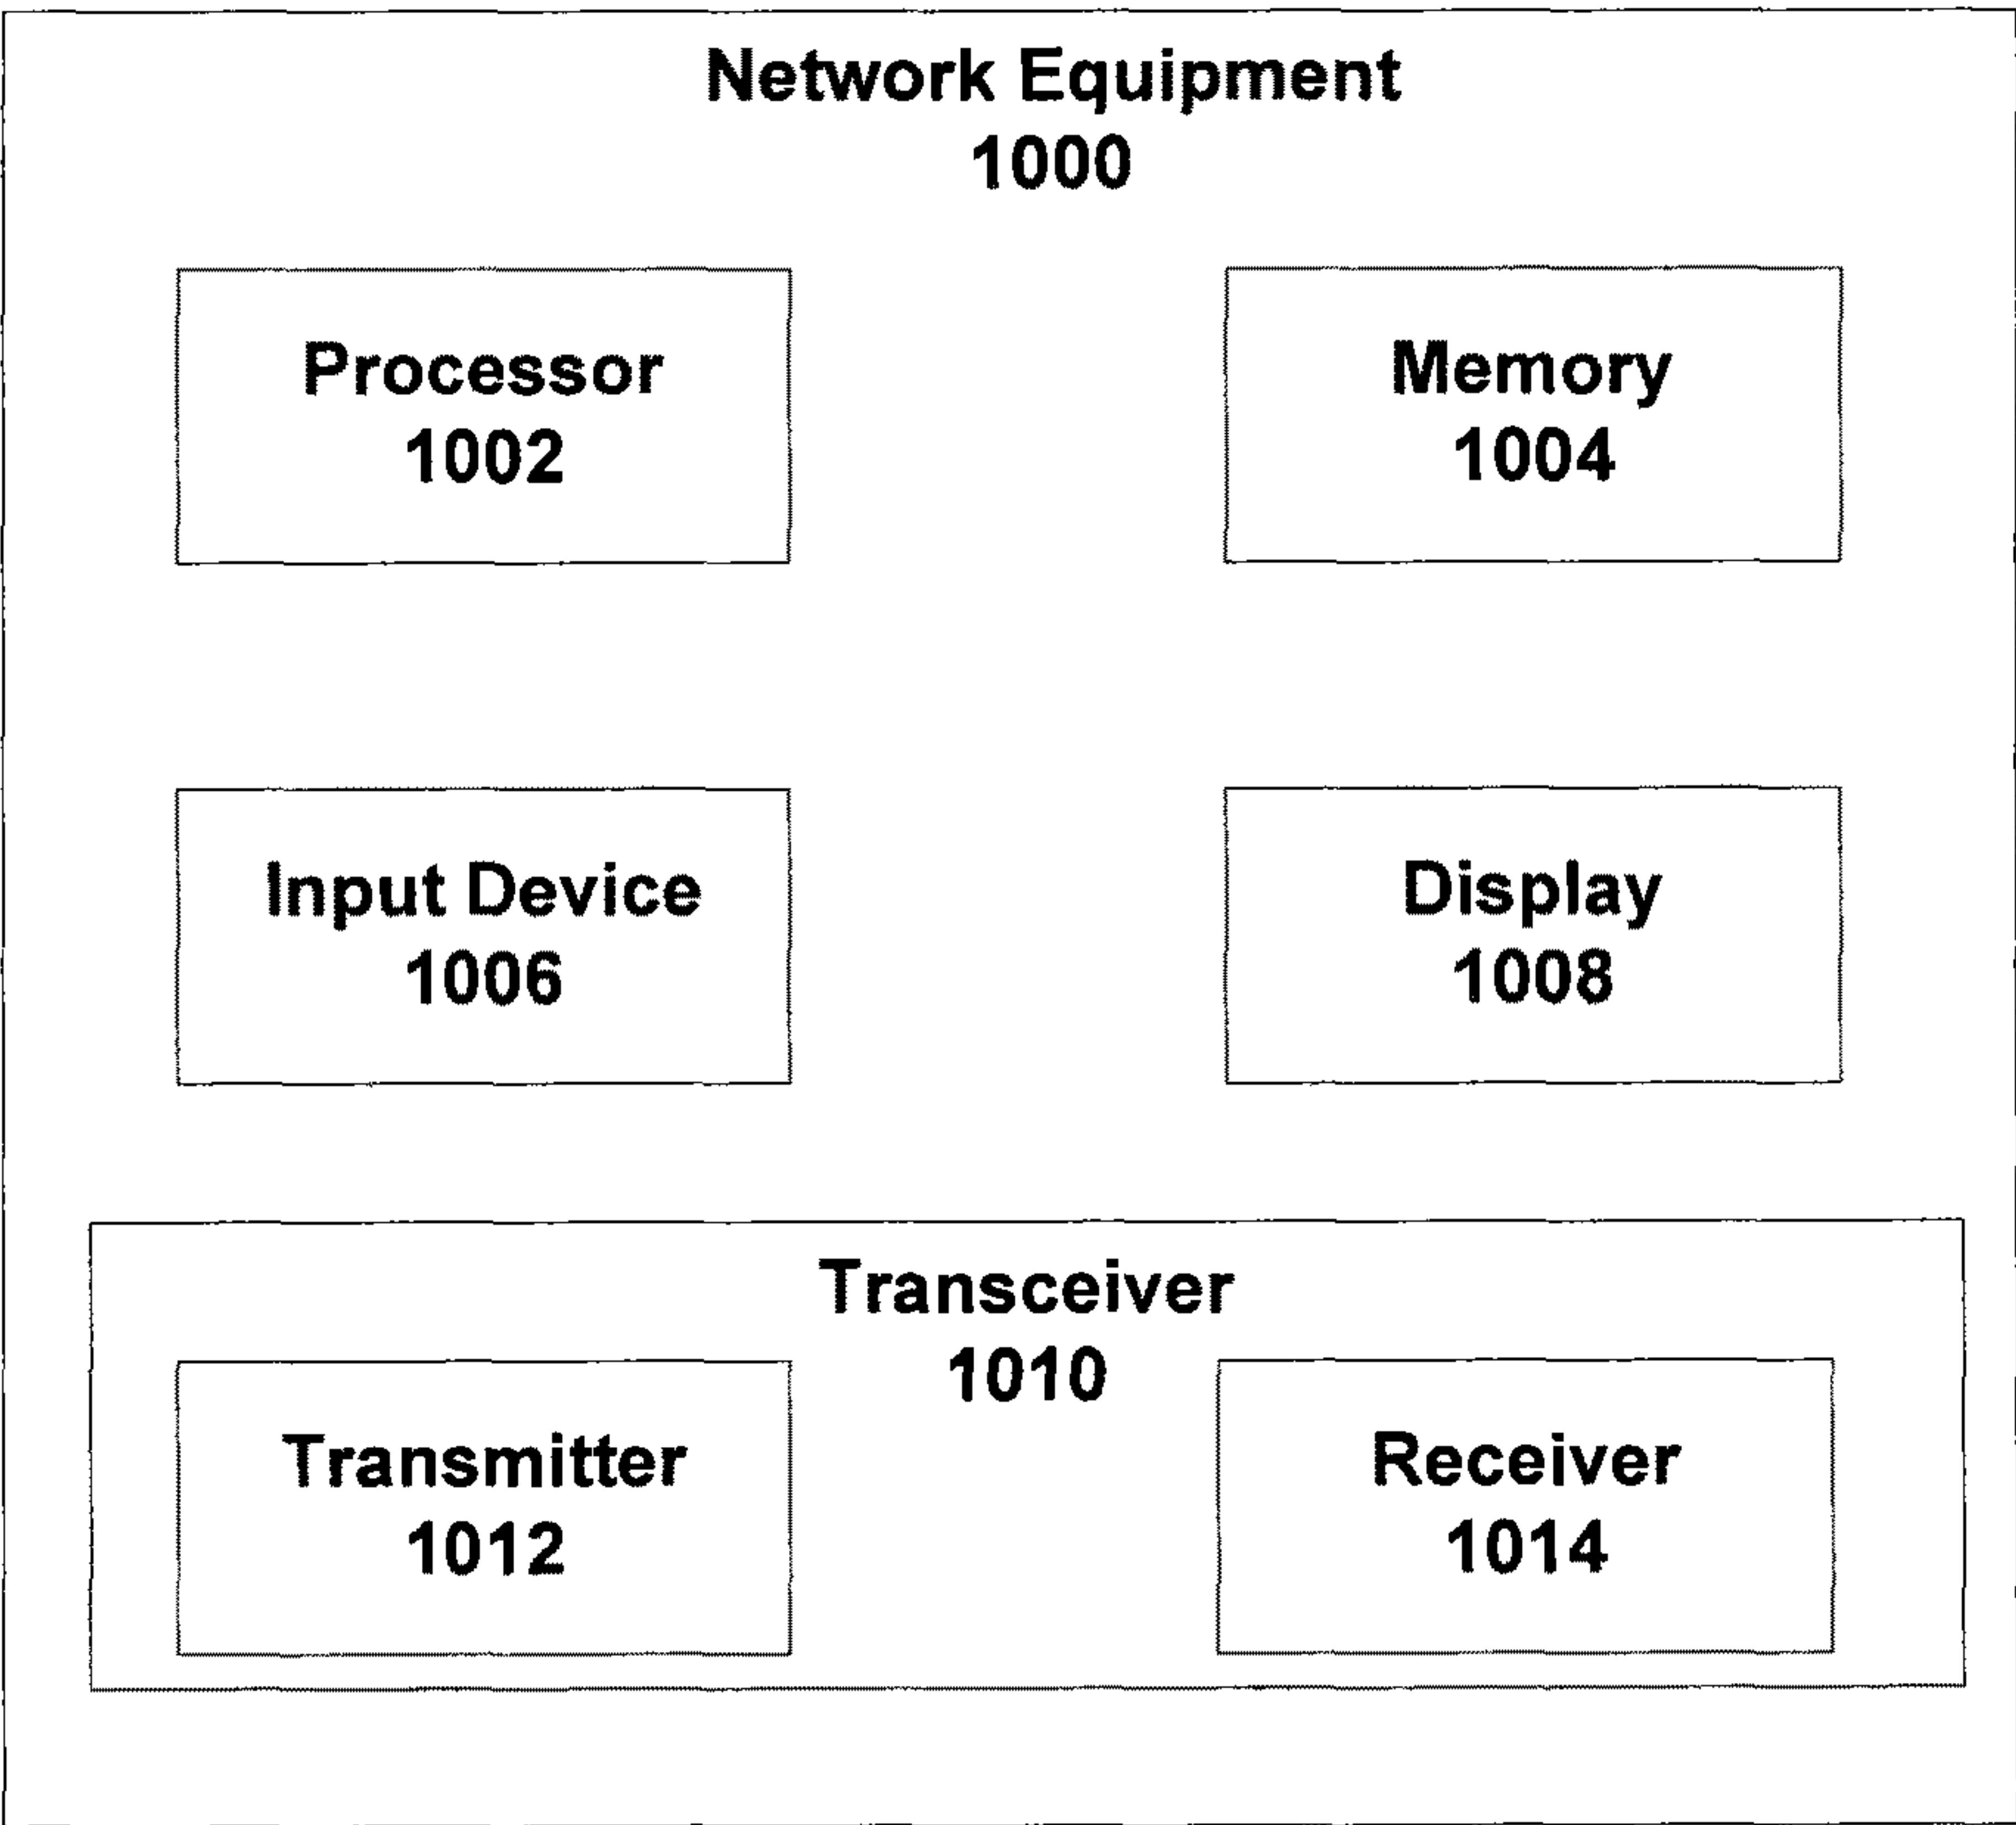 Network Equipment
1000
Processor
1002
Memory
1004
Input Device
1006
Display
1008
Transceiver
1010
Transmitter
1012
Receiver
1014